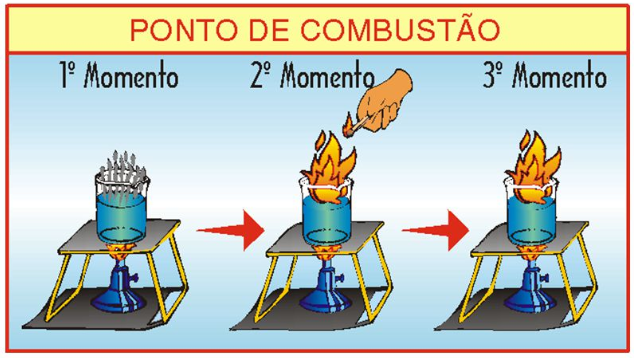 PONTO DE COMBUSTÃO
1º Momento
2º Momento
3º Momento